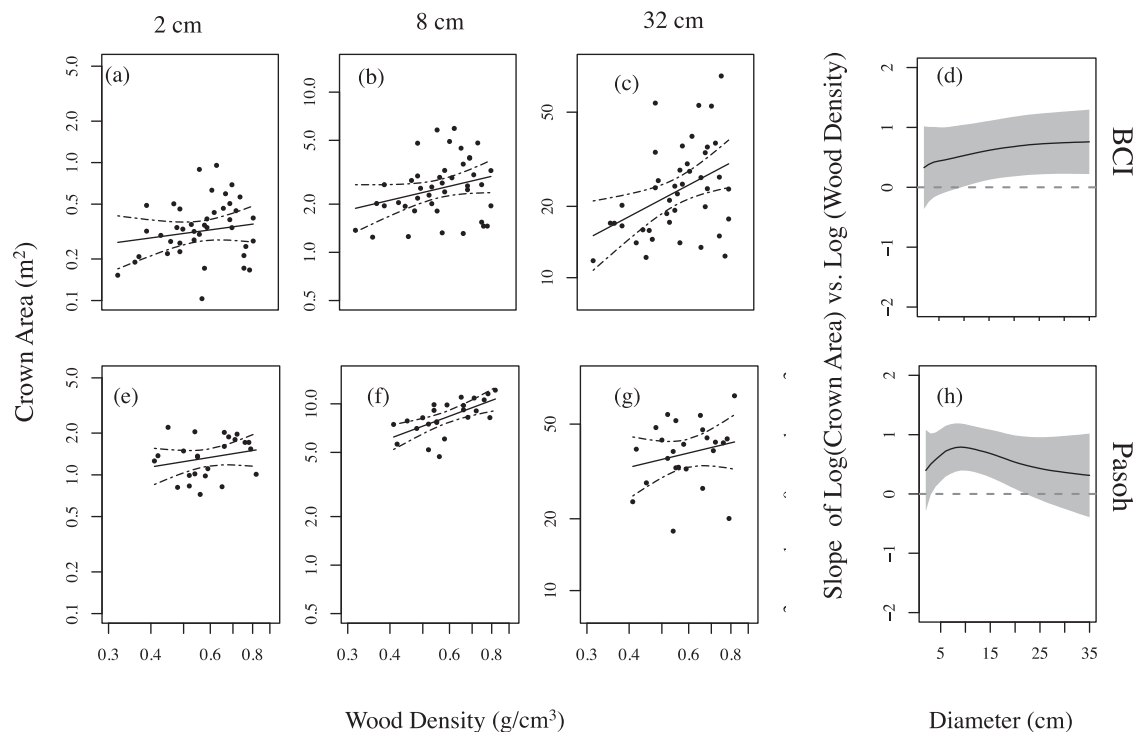 2 cm
8 cm
32 cm
(a)
(b)
(c)
(d)
5.0
2.0
1.0
0.5
0.2
0.1
10.0
5.0
2.0
1.0
0.5
50
20
10
2
1
0
−1
−2
BCI
Crown Area (m2)
Slope of Log(Crown Area) vs. Log (Wood Density)
(e)
(f)
(g)
(h)
5.0
2.0
1.0
0.5
0.2
0.1
10.0
5.0
2.0
1.0
0.5
50
20
10
2
1
0
−1
−2
Pasoh
0.3 0.4 0.6 0.8
0.3 0.4 0.6 0.8
0.3 0.4 0.6 0.8
5 15 25 35
Wood Density (g/cm3)
Diameter (cm)